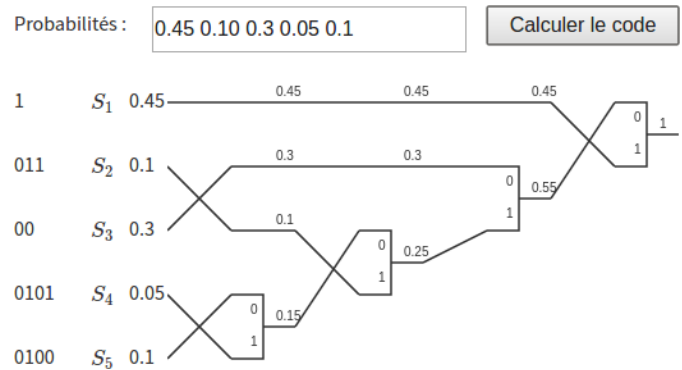 Probabilités : 0.45 0.10 0.3 0.05 0.1 Calculer le code
1 S1 0.45 0.45 0.45 0.45
0 1
1
011 S2 0.1 0.3 0.3
0 0.55
1
00 S3 0.3 0.1
0 0.25
1
0101 S4 0.05
0 0.15
1
0100 S5 0.1